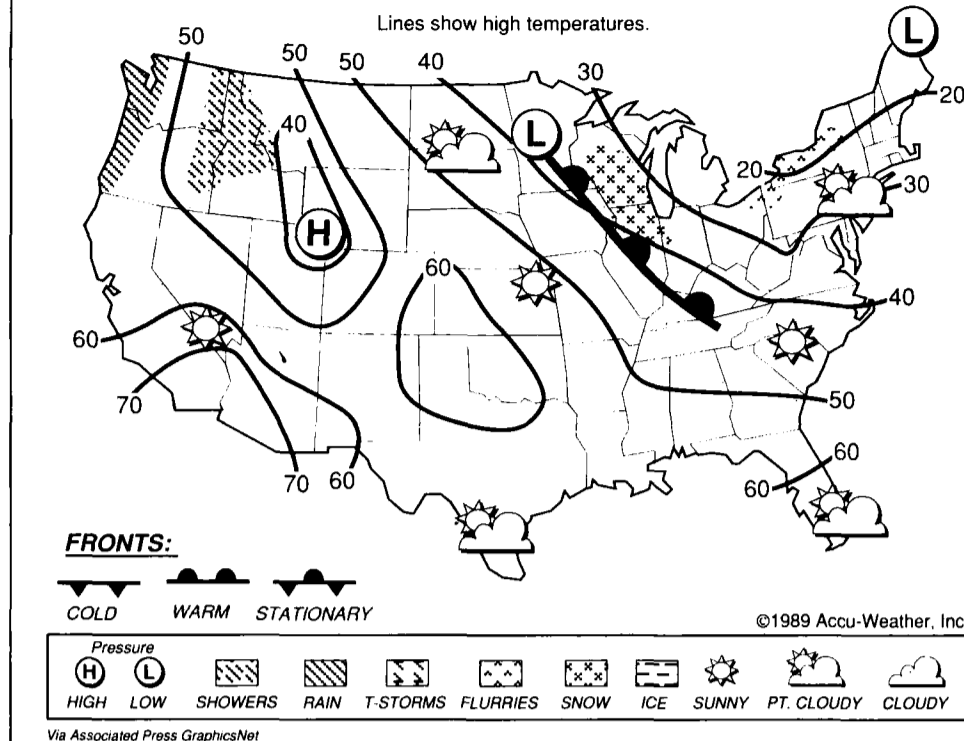 Lines show high temperatures.
50
50
50
40
30
L
20
40
L
20
30
H
60
60
40
70
50
60
60
70
60
FRONTS:
COLD
WARM
STATIONARY
©1989 Accu-Weather, Inc
Pressure
H
L
HIGH
LOW
SHOWERS
RAIN
T-STORMS
FLURRIES
SNOW
ICE
SUNNY
PT. CLOUDY
CLOUDY
Via Associated Press GraphicsNet